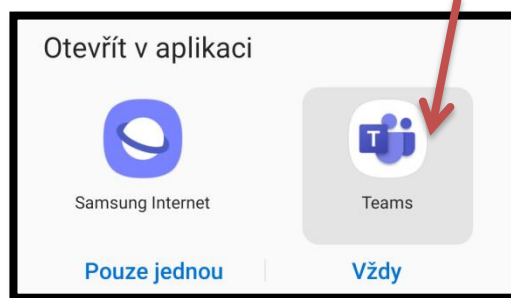 Otevřít v aplikaci
T
Samsung Internet Teams
Pouze jednou Vždy